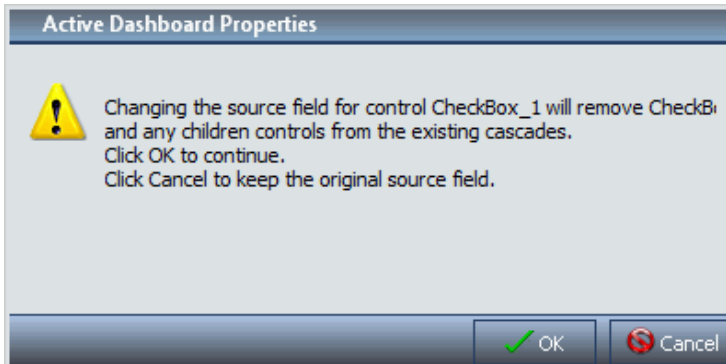 Active Dashboard Properties
Changing the source field for control CheckBox_1 will remove
and any children controls from the existing cascades.
Click OK to continue.
Click Cancel to keep the original source field.
OK
Cancel